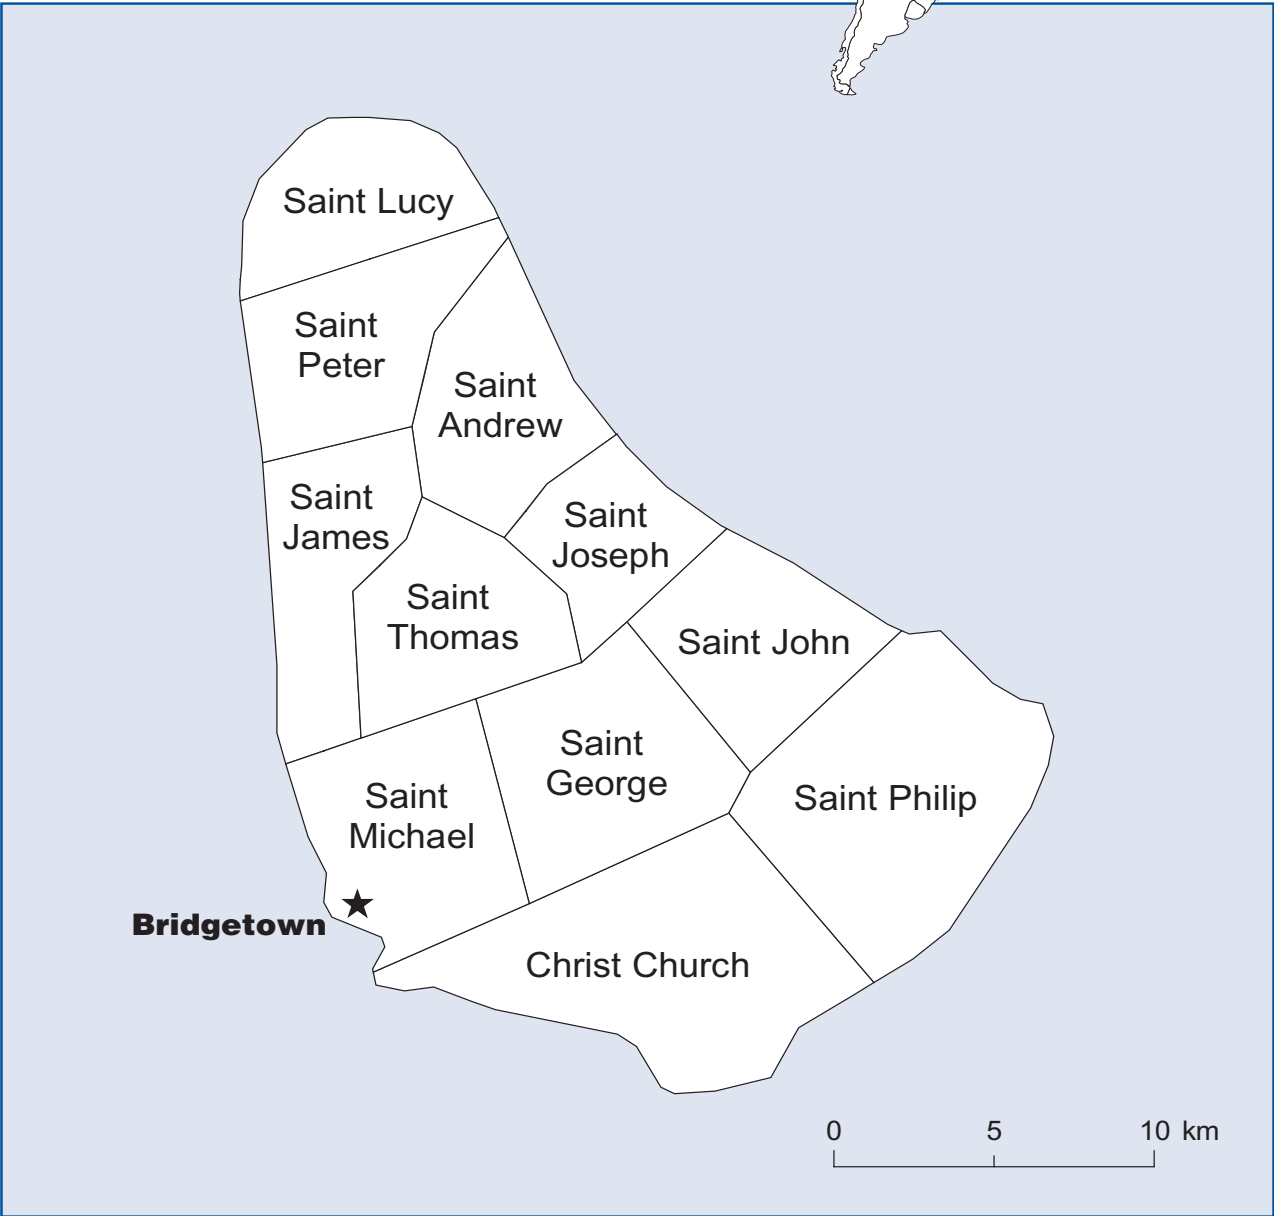 Saint Lucy
Saint
Peter
Saint
Andrew
Saint
James
Saint
Joseph
Saint
Thomas
Saint John
Saint
George
Saint
Michael
Saint Philip
Bridgetown
Christ Church
0 5 10 km